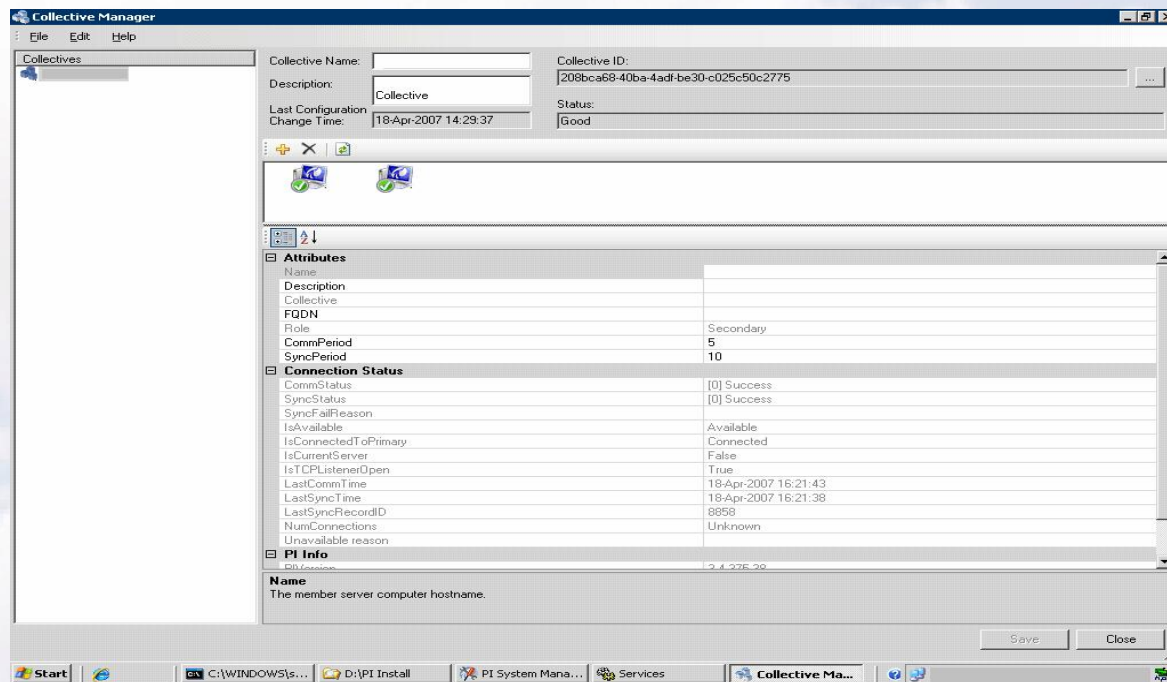 Collective Manager
File Edit Help
Collectives
Collective Name:
Collective ID:
208bca68-40ba-4adf-be30-c025c50c2775
...
Description:
Collective
Status:
Good
Last Configuration
Change Time:
18-Apr-2007 14:29:37
Attributes
Name
Description
Collective
FQDN
Role Secondary
CommPeriod 5
SyncPeriod 10
Connection Status
CommStatus [0] Success
SyncStatus [0] Success
SyncFailReason
IsAvailable Available
IsConnectedToPrimary Connected
IsCurrentServer False
IsTCPListenerOpen True
LastCommTime 18-Apr-2007 16:21:43
LastSyncTime 18-Apr-2007 16:21:38
LastSyncRecordID 8858
NumConnections Unknown
Unavailable reason
PI Info
PIVersion 3.4.375.38
Name
The member server computer hostname.
Save Close
Start C:\WINDOWS\s... D:\PI Install PI System Mana... Services Collective Ma...